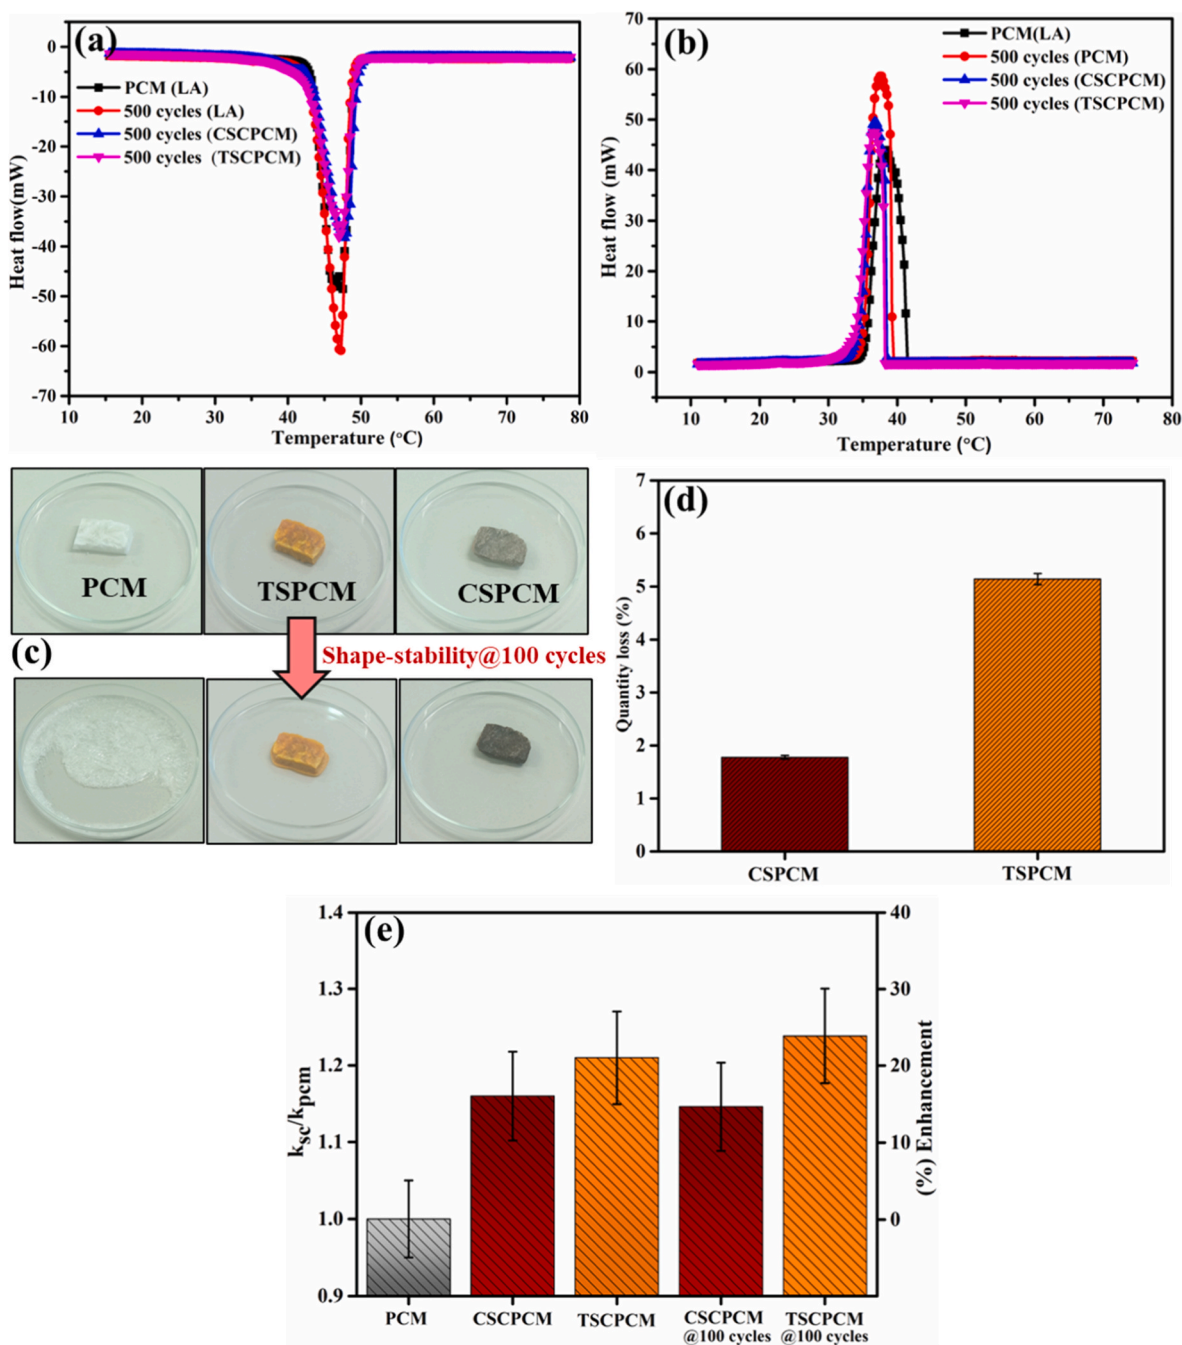 (a)
0
-10
-20
-30
-40
-50
-60
-70
Heat flow(mW)
PCM (LA)
500 cycles (LA)
500 cycles (CSCPCM)
500 cycles (TSCPCM)
10 20 30 40 50 60 70 80
Temperature (°C)
(b)
70
60
50
40
30
20
10
0
Heat flow (mW)
PCM(LA)
500 cycles (PCM)
500 cycles (CSCPCM)
500 cycles (TSCPCM)
10 20 30 40 50 60 70 80
Temperature (°C)
PCM
TSPCM
CSPCM
(c)
Shape-stability@100 cycles
(d)
7
6
5
4
3
2
1
0
Quantity loss (%)
CSPCM TSPCM
(e)
1.4
1.3
1.2
1.1
1.0
0.9
ksc/kpcm
40
30
20
10
0
(%) Enhancement
PCM CSCPCM TSCPCM CSCPCM TSCPCM
@100 cycles @100 cycles